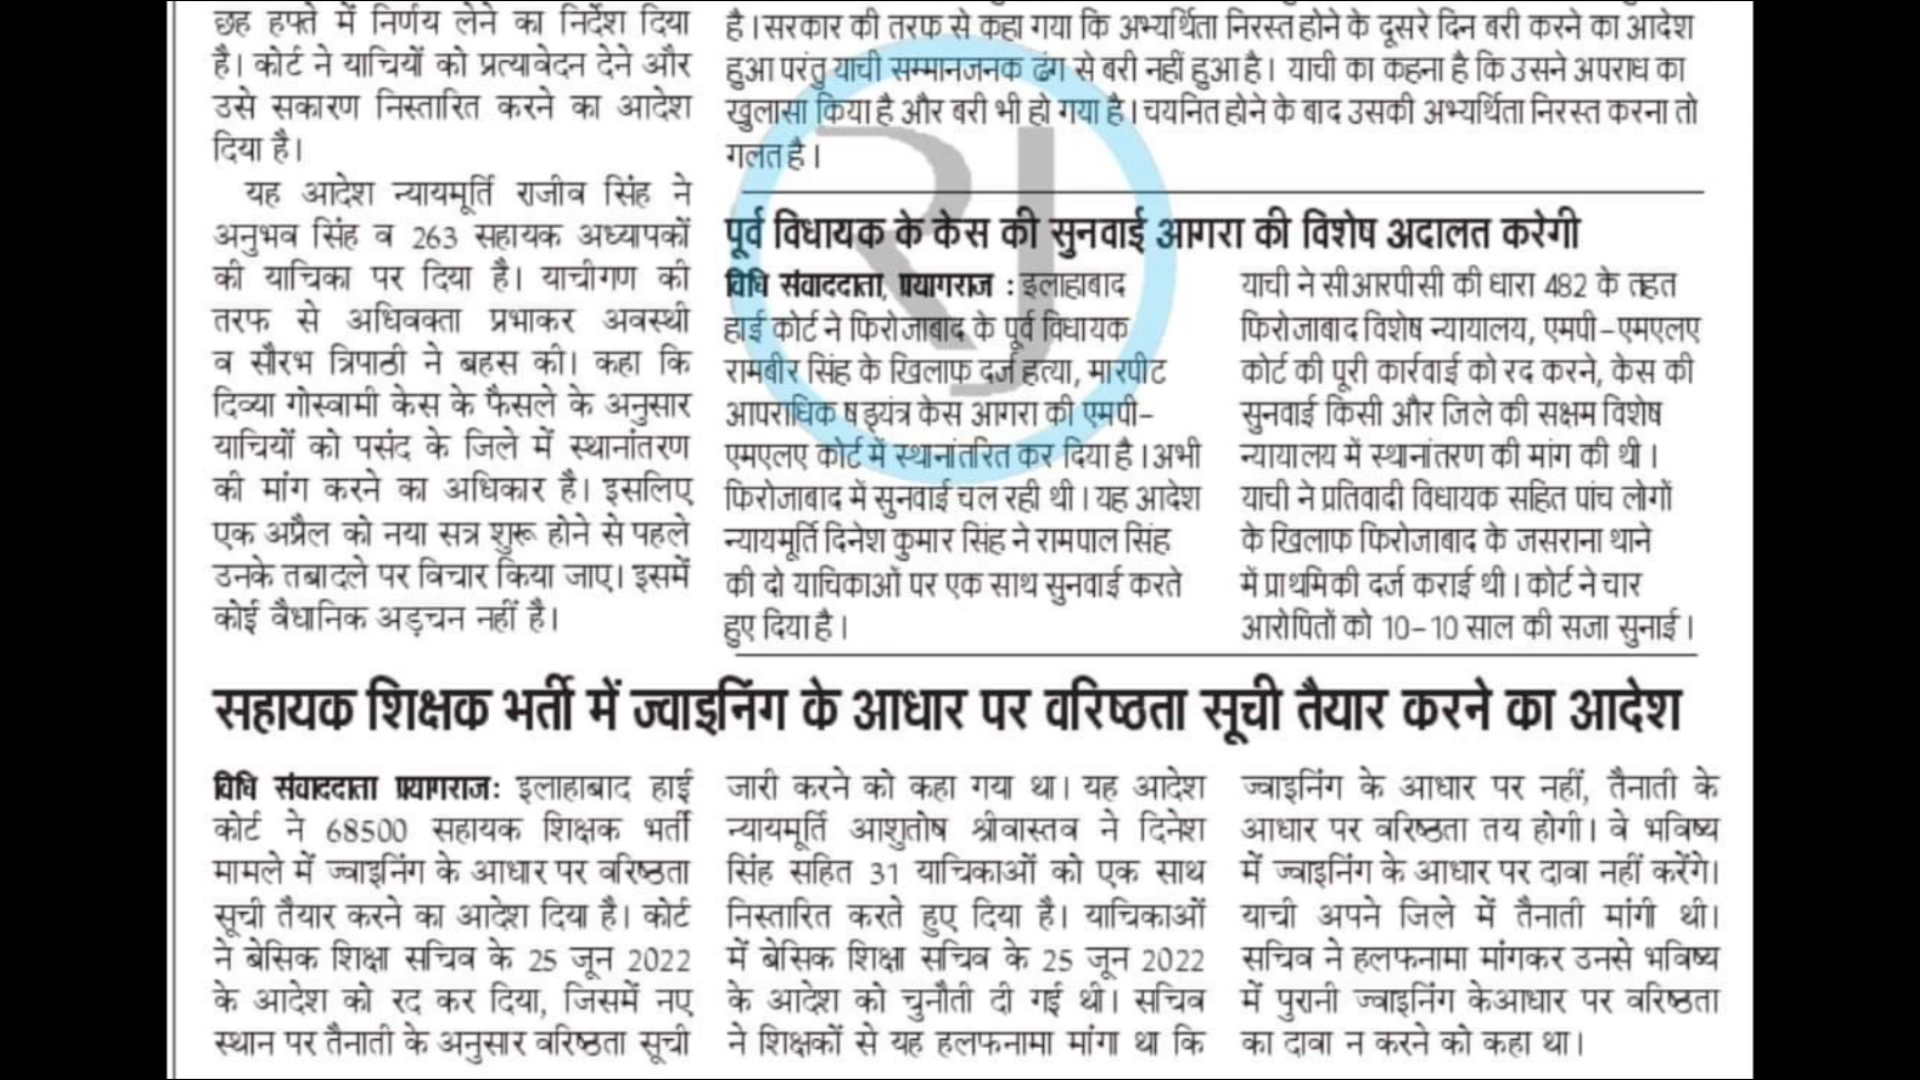 छह हफ्ते में निर्णय लेने का निर्देश दिया
है। कोर्ट ने याचियों को प्रत्यावेदन देने और
उसे सकारण निस्तारित करने का आदेश
दिया है।
यह आदेश न्यायमूर्ति राजीव सिंह ने
अनुभव सिंह व 263 सहायक अध्यापकों
की याचिका पर दिया है। याचीगण की
तरफ से अधिवक्ता प्रभाकर अवस्थी
व सौरभ त्रिपाठी ने बहस की। कहा कि
दिव्या गोस्वामी केस के फैसले के अनुसार
याचियों को पसंद के जिले में स्थानांतरण
की मांग करने का अधिकार है। इसलिए
एक अप्रैल को नया सत्र शुरू होने से पहले
उनके तबादले पर विचार किया जाए। इसमें
कोई वैधानिक अड़चन नहीं है।
है। सरकार की तरफ से कहा गया कि अभ्यर्थिता निरस्त होने के दूसरे दिन बरी करने का आदेश
हुआ परंतु याची सम्मानजनक ढंग से बरी नहीं हुआ है। याची का कहना है कि उसने अपराध का
खुलासा किया है और बरी भी हो गया है। चयनित होने के बाद उसकी अभ्यर्थिता निरस्त करना तो
गलत है।
RJ
पूर्व विधायक के केस की सुनवाई आगरा की विशेष अदालत करेगी
विधि संवाददाता, प्रयागराज : इलाहाबाद
हाई कोर्ट ने फिरोजाबाद के पूर्व विधायक
रामबीर सिंह के खिलाफ दर्ज हत्या, मारपीट
आपराधिक षड्यंत्र केस आगरा की एमपी-
एमएलए कोर्ट में स्थानांतरित कर दिया है। अभी
फिरोजाबाद में सुनवाई चल रही थी। यह आदेश
न्यायमूर्ति दिनेश कुमार सिंह ने रामपाल सिंह
की दो याचिकाओं पर एक साथ सुनवाई करते
हुए दिया है।
याची ने सीआरपीसी की धारा 482 के तहत
फिरोजाबाद विशेष न्यायालय, एमपी-एमएलए
कोर्ट की पूरी कार्रवाई को रद करने, केस की
सुनवाई किसी और जिले की सक्षम विशेष
न्यायालय में स्थानांतरण की मांग की थी।
याची ने प्रतिवादी विधायक सहित पांच लोगों
के खिलाफ फिरोजाबाद के जसराना थाने
में प्राथमिकी दर्ज कराई थी। कोर्ट ने चार
आरोपितों को 10-10 साल की सजा सुनाई।
सहायक शिक्षक भर्ती में ज्वाइनिंग के आधार पर वरिष्ठता सूची तैयार करने का आदेश
विधि संवाददाता प्रयागराज: इलाहाबाद हाई
कोर्ट ने 68500 सहायक शिक्षक भर्ती
मामले में ज्वाइनिंग के आधार पर वरिष्ठता
सूची तैयार करने का आदेश दिया है। कोर्ट
ने बेसिक शिक्षा सचिव के 25 जून 2022
के आदेश को रद कर दिया, जिसमें नए
स्थान पर तैनाती के अनुसार वरिष्ठता सूची
जारी करने को कहा गया था। यह आदेश
न्यायमूर्ति आशुतोष श्रीवास्तव ने दिनेश
सिंह सहित 31 याचिकाओं को एक साथ
निस्तारित करते हुए दिया है। याचिकाओं
में बेसिक शिक्षा सचिव के 25 जून 2022
के आदेश को चुनौती दी गई थी। सचिव
ने शिक्षकों से यह हलफनामा मांगा था कि
ज्वाइनिंग के आधार पर नहीं, तैनाती के
आधार पर वरिष्ठता तय होगी। वे भविष्य
में ज्वाइनिंग के आधार पर दावा नहीं करेंगे।
याची अपने जिले में तैनाती मांगी थी।
सचिव ने हलफनामा मांगकर उनसे भविष्य
में पुरानी ज्वाइनिंग केआधार पर वरिष्ठता
का दावा न करने को कहा था।